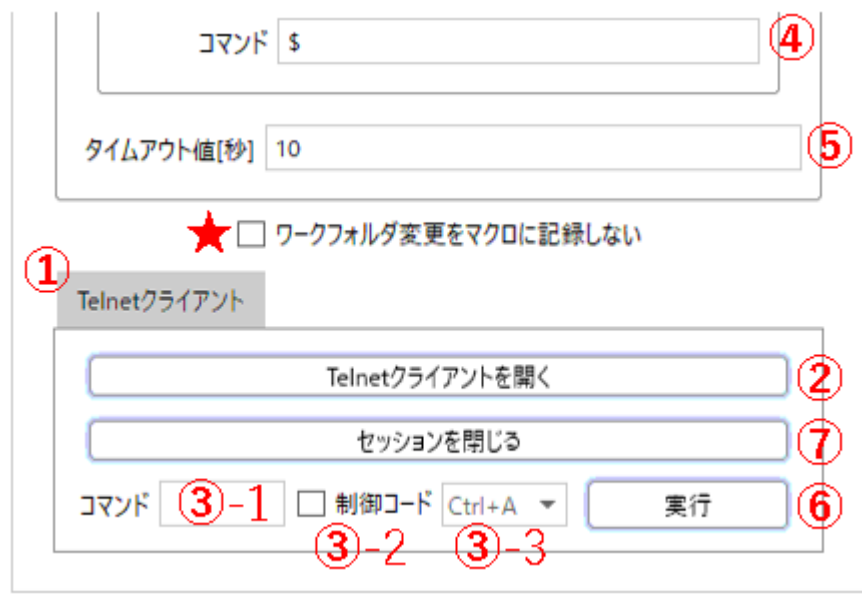 コマンド $ ④
タイムアウト値[秒] 10 ⑤
★ ワークフォルダ変更をマクロに記録しない
①
Telnetクライアント
Telnetクライアントを開く ②
セッションを閉じる ⑦
コマンド ③-1 制御コード Ctrl+A 実行 ⑥
③-2 ③-3